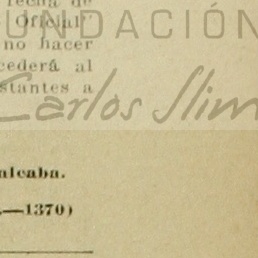 fecha de
Oficial"
no hacer
cederá al
stantes a
alcaba.
.—1370)
FUNDACIÓN
Carlos Slim